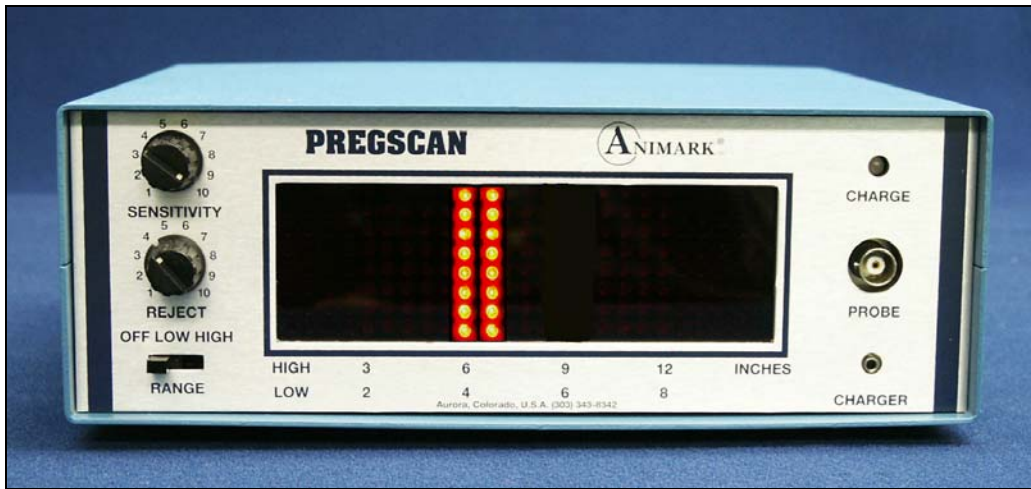 PREGSCAN
ANIMARK
1 2 3 4 5 6 7 8 9 10
SENSITIVITY
1 2 3 4 5 6 7 8 9 10
REJECT
OFF LOW HIGH
RANGE
HIGH 3 6 9 12 INCHES
LOW 2 4 6 8
Aurora, Colorado, U.S.A. (303) 343-8342
CHARGE
PROBE
CHARGER